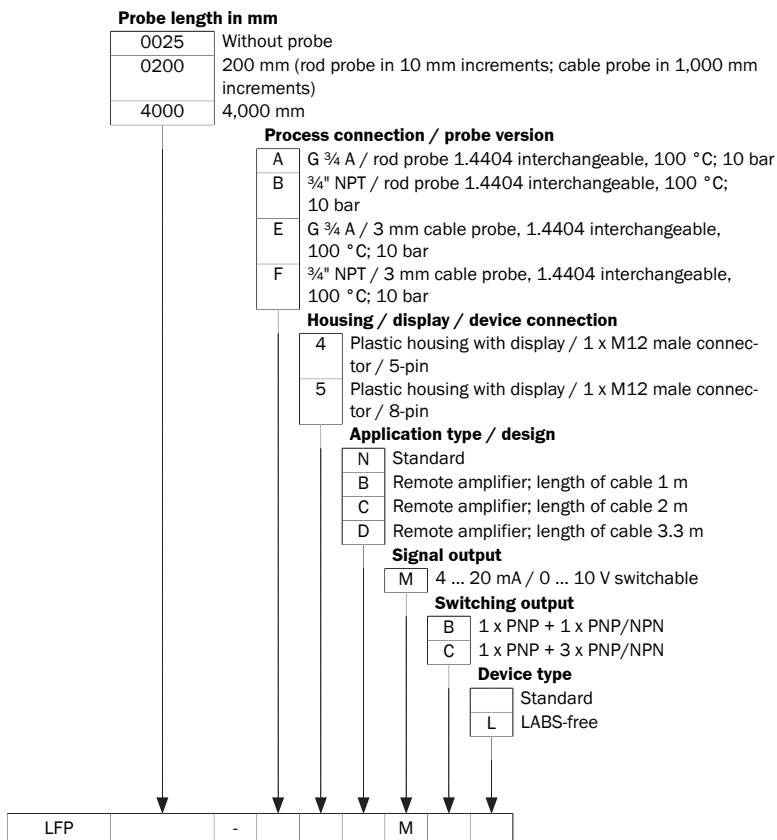 Probe length in mm
0025 Without probe
0200 200 mm (rod probe in 10 mm increments; cable probe in 1,000 mm
increments)
4000 4,000 mm
Process connection / probe version
A G ¾ A / rod probe 1.4404 interchangeable, 100 °C; 10 bar
B ¾" NPT / rod probe 1.4404 interchangeable, 100 °C;
10 bar
E G ¾ A / 3 mm cable probe, 1.4404 interchangeable,
100 °C; 10 bar
F ¾" NPT / 3 mm cable probe, 1.4404 interchangeable,
100 °C; 10 bar
Housing / display / device connection
4 Plastic housing with display / 1 x M12 male connec-
tor / 5-pin
5 Plastic housing with display / 1 x M12 male connec-
tor / 8-pin
Application type / design
N Standard
B Remote amplifier; length of cable 1 m
C Remote amplifier; length of cable 2 m
D Remote amplifier; length of cable 3.3 m
Signal output
M 4 ... 20 mA / 0 ... 10 V switchable
Switching output
B 1 x PNP + 1 x PNP/NPN
C 1 x PNP + 3 x PNP/NPN
Device type
Standard
L LABS-free
LFP - M